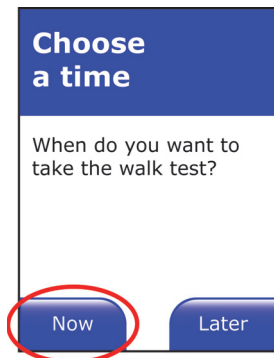 Choose
a time
When do you want to
take the walk test?
Now
Later